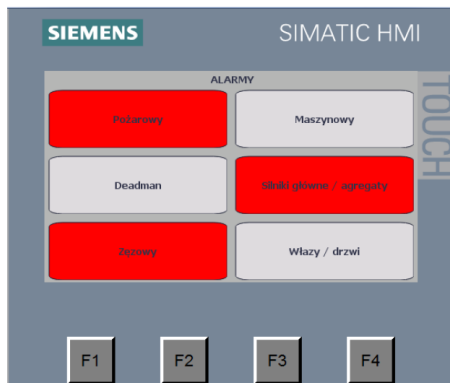 SIEMENS
SIMATIC HMI
TOUCH
ALARMY
Pożarowy
Maszynowy
Deadman
Silniki główne / agregaty
Zęzowy
Włazy / drzwi
F1
F2
F3
F4